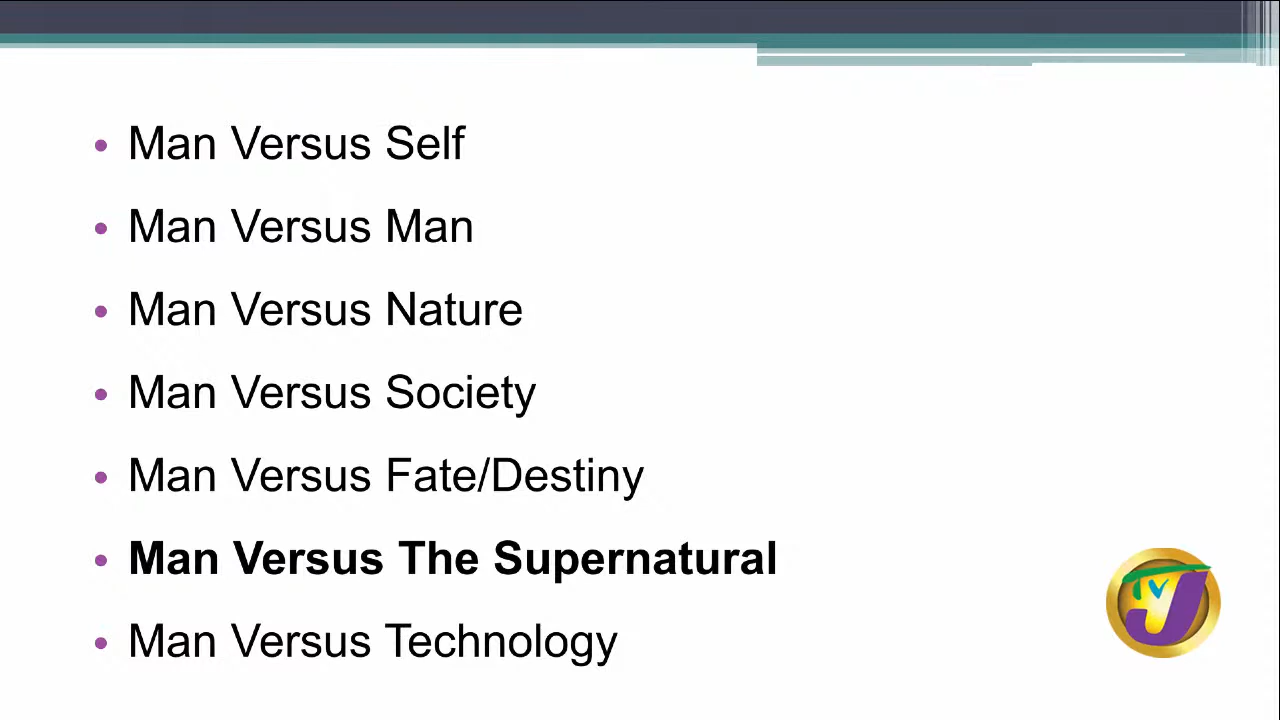 • Man Versus Self
• Man Versus Man
• Man Versus Nature
• Man Versus Society
• Man Versus Fate/Destiny
• Man Versus The Supernatural
• Man Versus Technology
TVJ